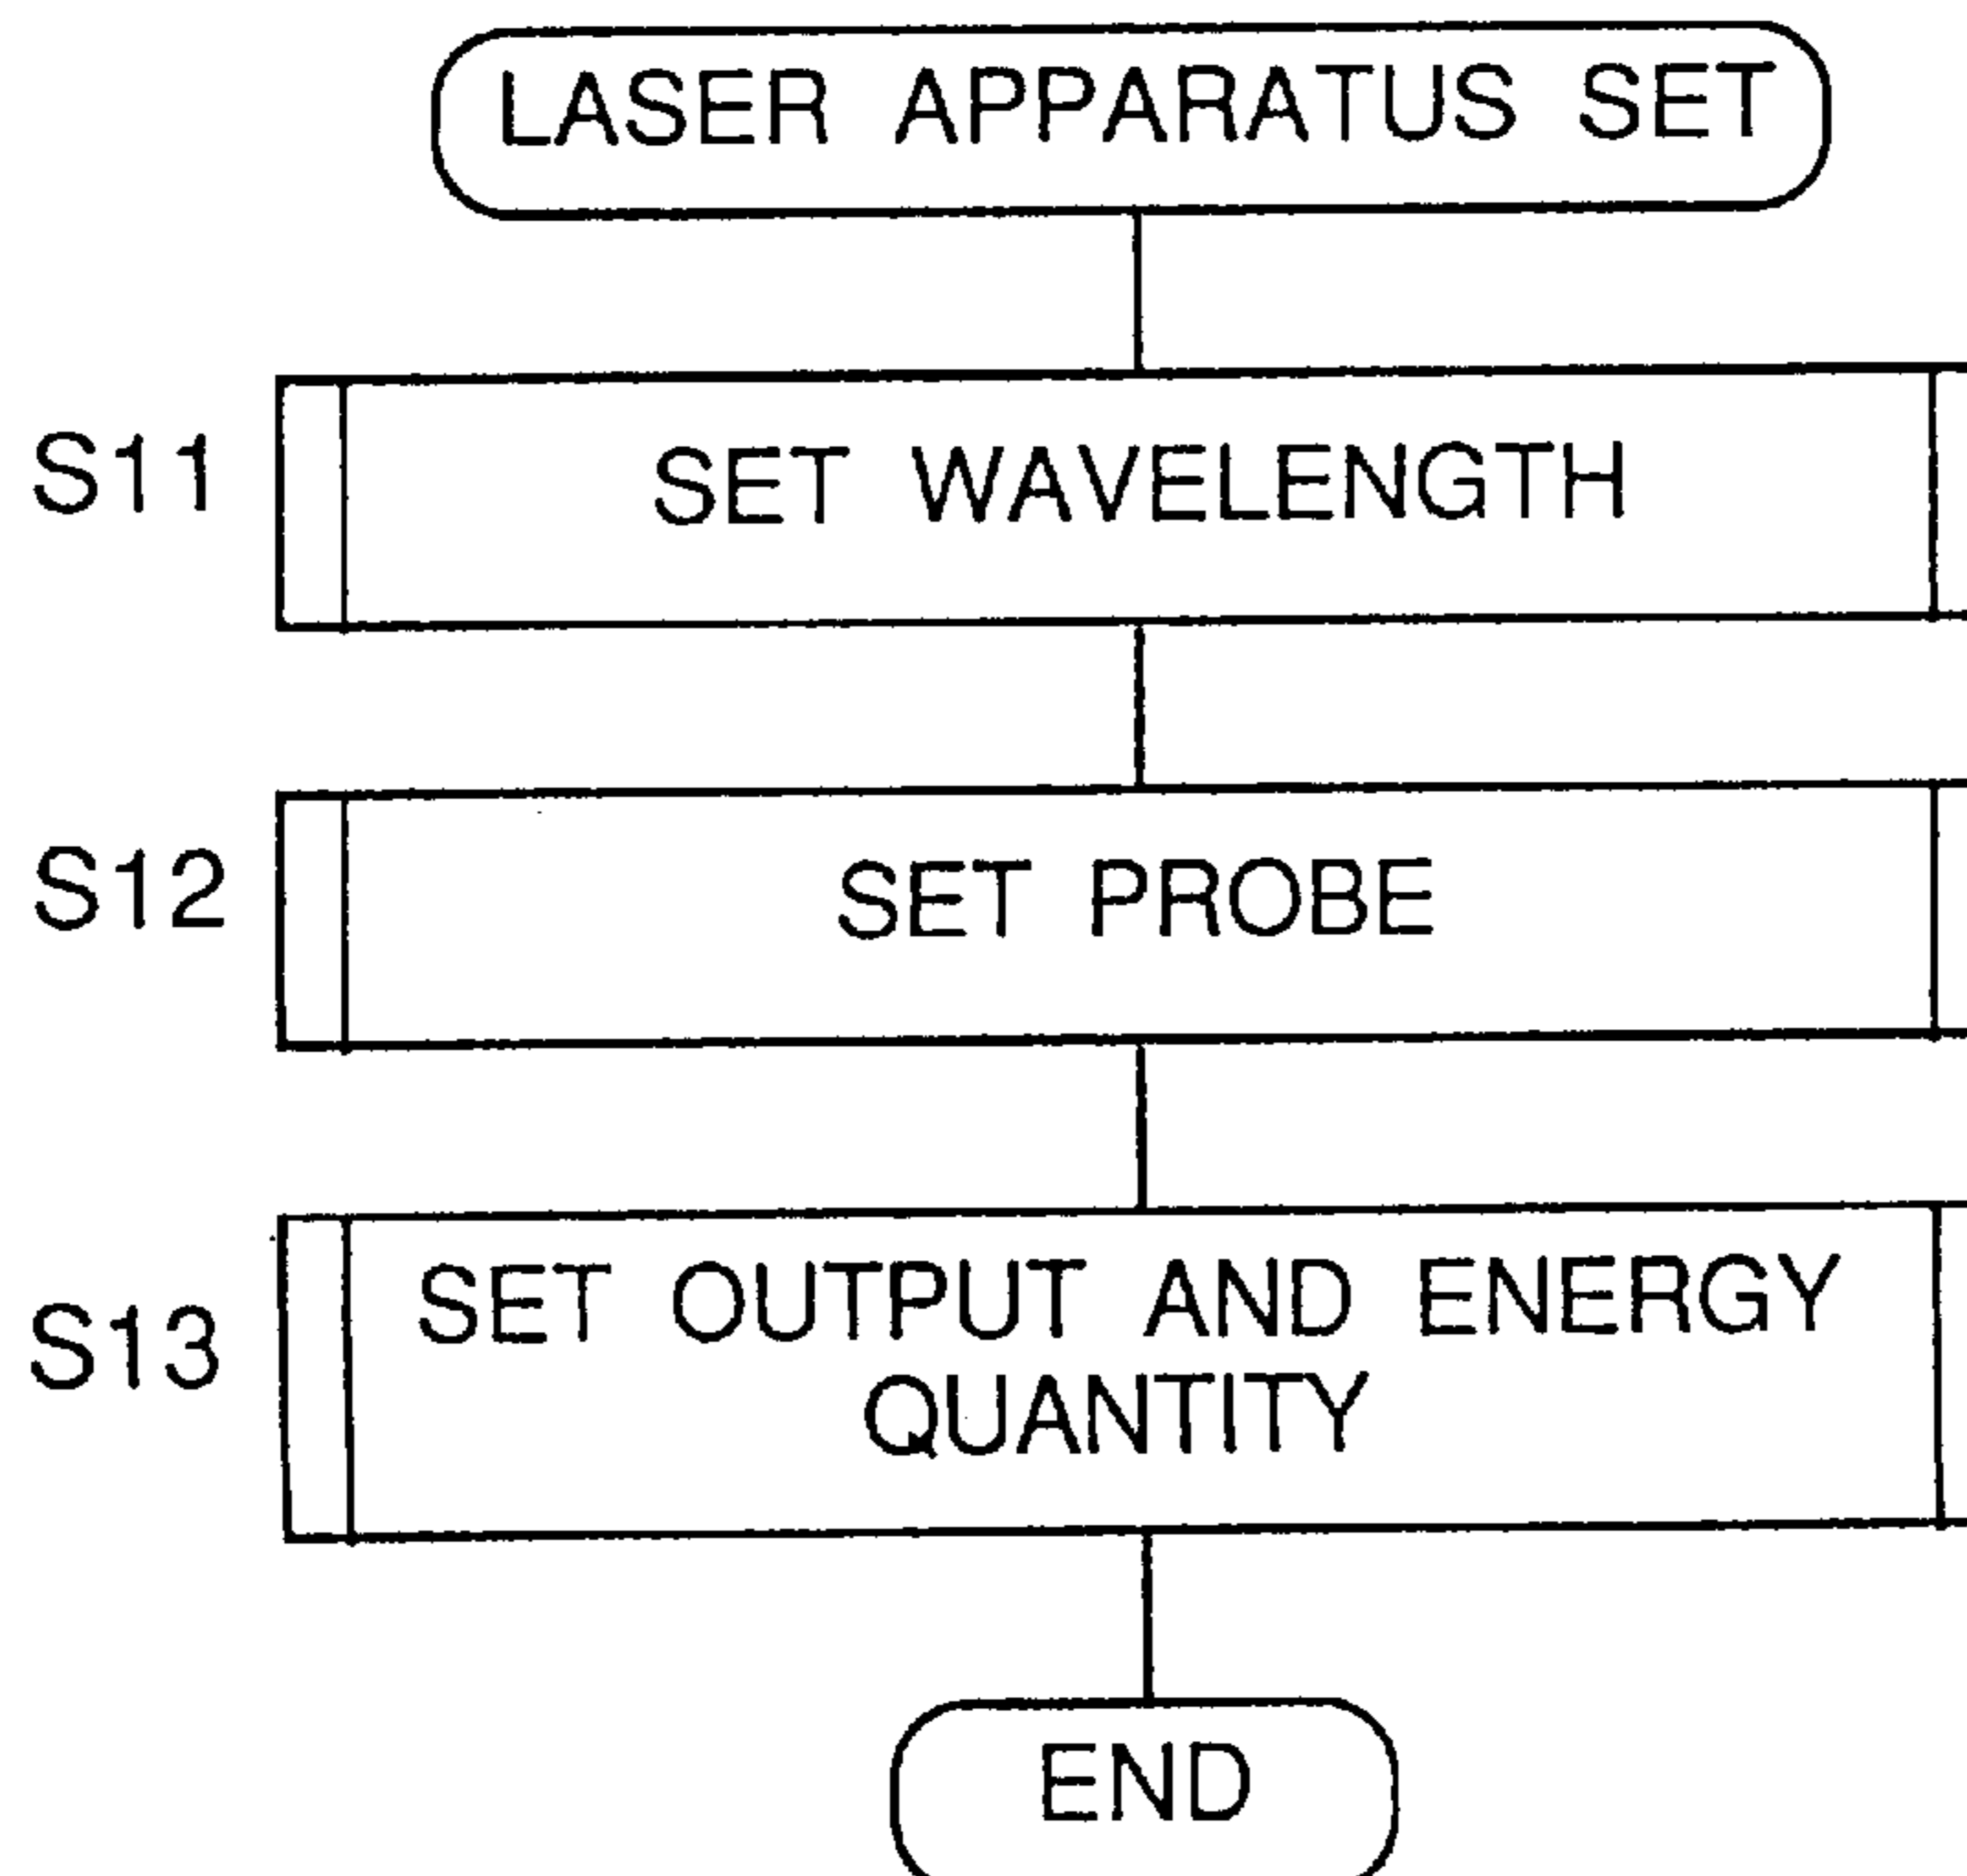 LASER APPARATUS SET
S11
SET WAVELENGTH
S12
SET PROBE
S13
SET OUTPUT AND ENERGY
QUANTITY
END